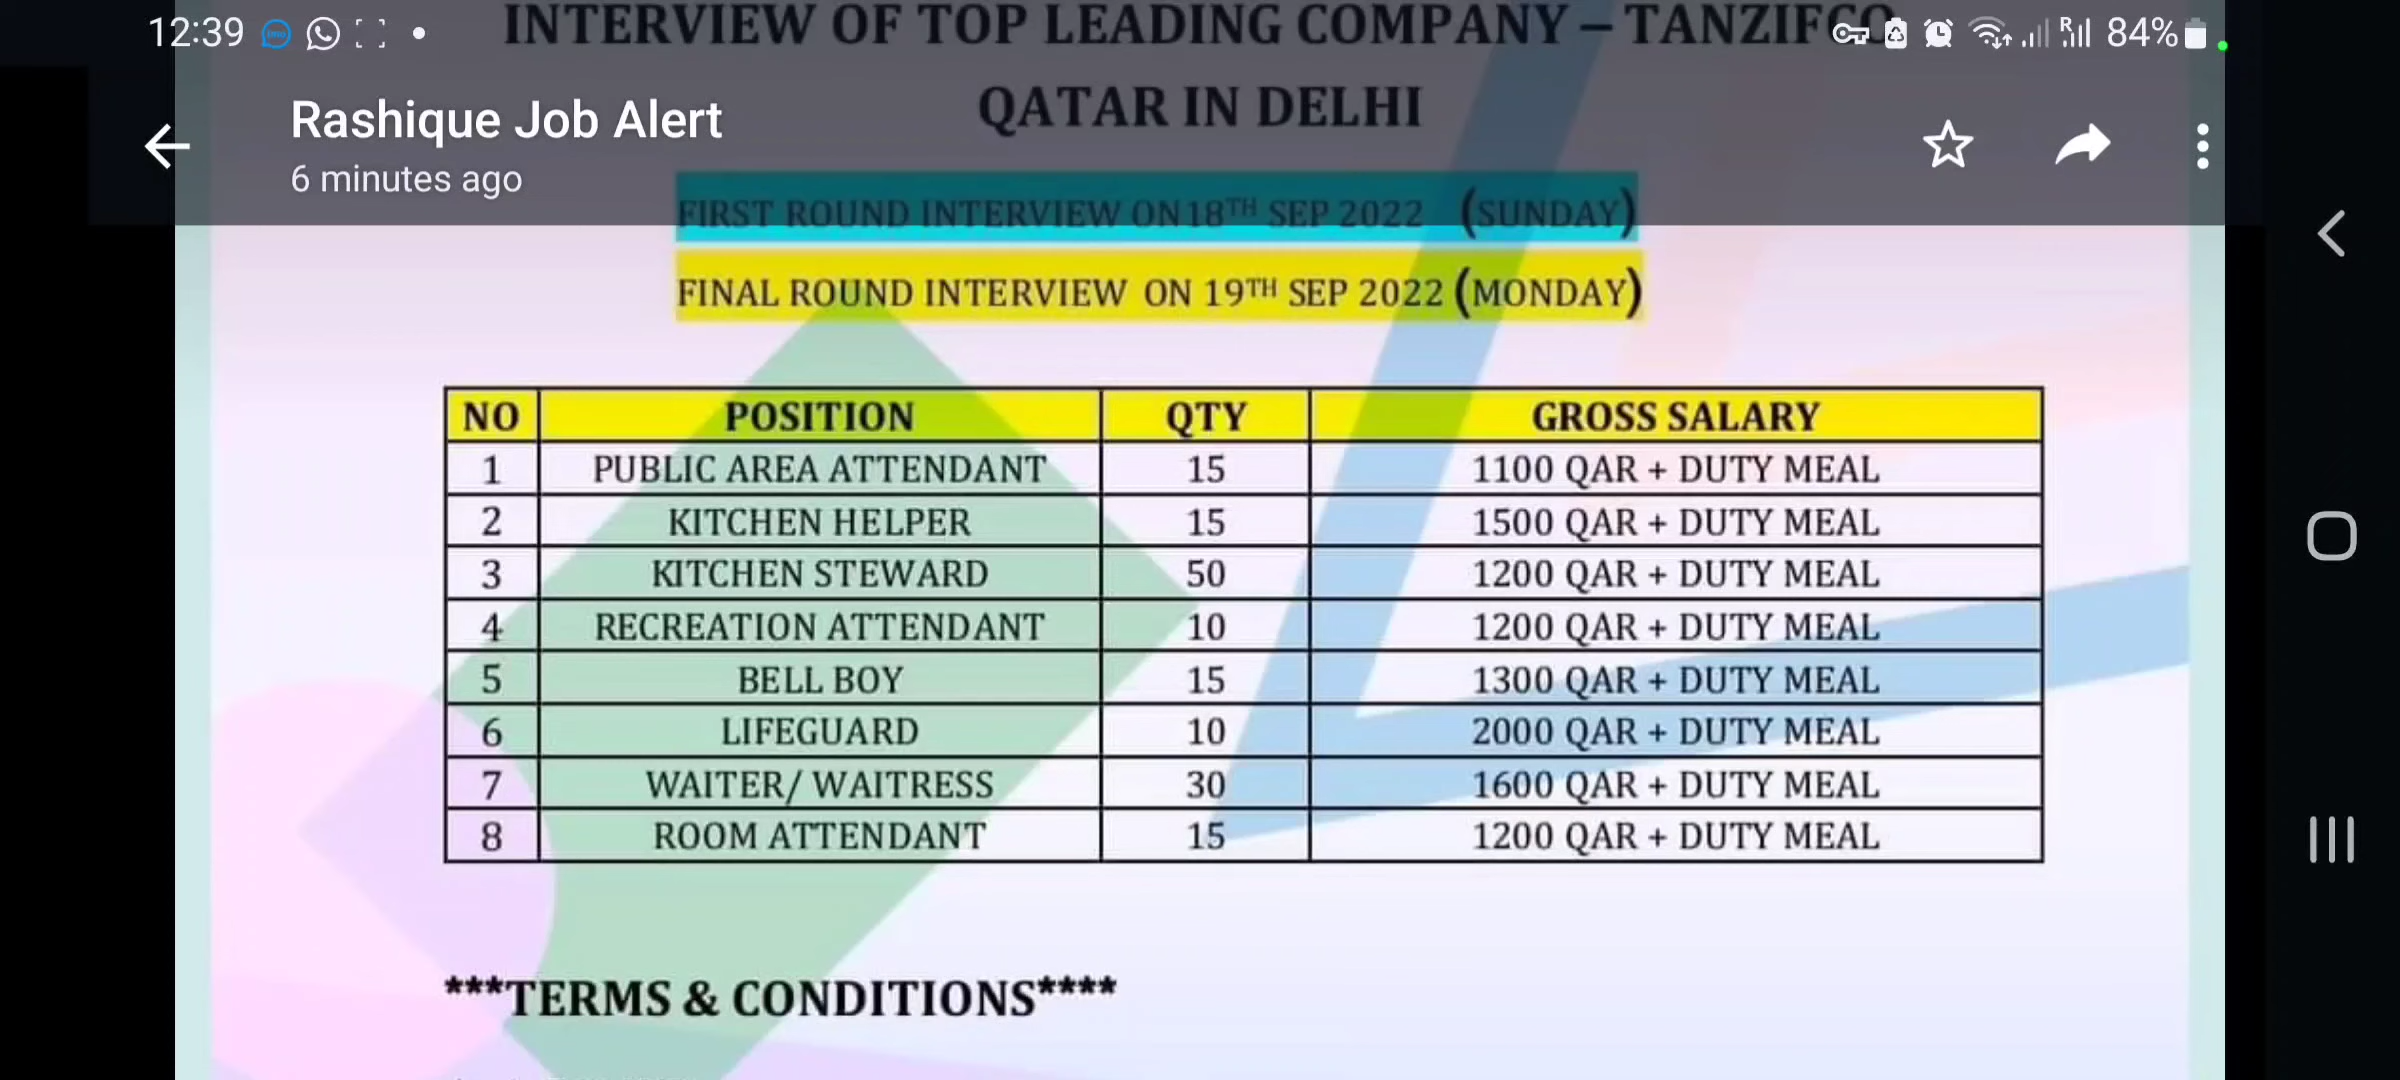 12:39
84%
INTERVIEW OF TOP LEADING COMPANY – TANZIFCO
QATAR IN DELHI
Rashique Job Alert
6 minutes ago
FIRST ROUND INTERVIEW ON 18TH SEP 2022 (SUNDAY)
FINAL ROUND INTERVIEW ON 19TH SEP 2022 (MONDAY)
NO POSITION QTY GROSS SALARY
1 PUBLIC AREA ATTENDANT 15 1100 QAR + DUTY MEAL
2 KITCHEN HELPER 15 1500 QAR + DUTY MEAL
3 KITCHEN STEWARD 50 1200 QAR + DUTY MEAL
4 RECREATION ATTENDANT 10 1200 QAR + DUTY MEAL
5 BELL BOY 15 1300 QAR + DUTY MEAL
6 LIFEGUARD 10 2000 QAR + DUTY MEAL
7 WAITER/ WAITRESS 30 1600 QAR + DUTY MEAL
8 ROOM ATTENDANT 15 1200 QAR + DUTY MEAL
***TERMS & CONDITIONS****